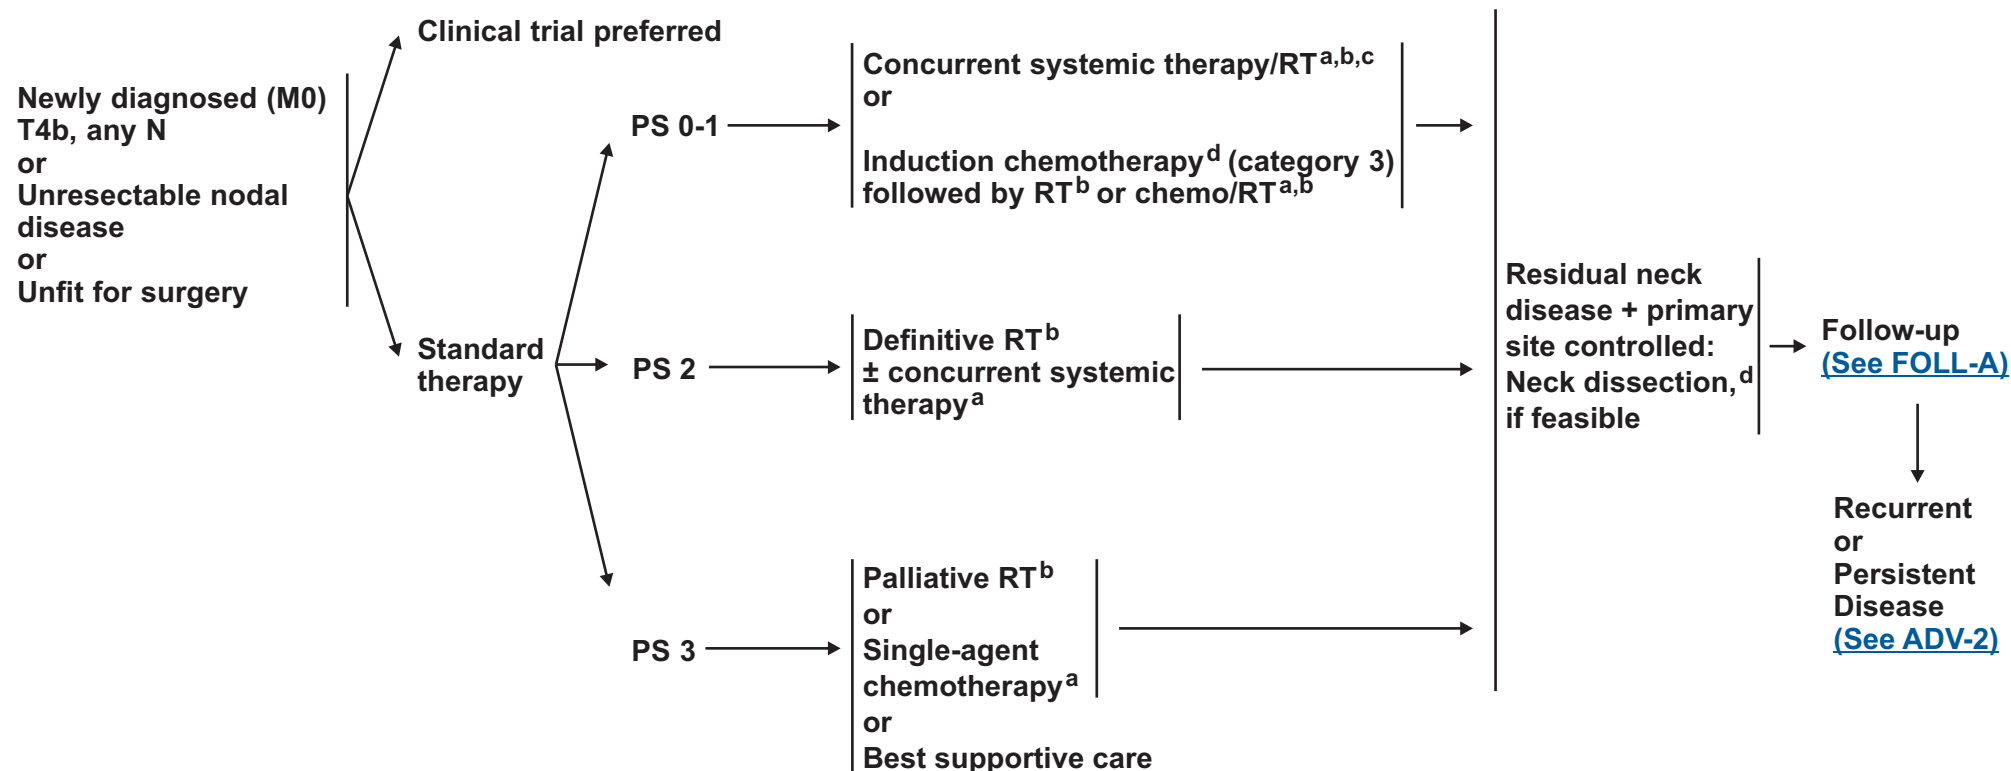 Clinical trial preferred
Newly diagnosed (M0)
T4b, any N
or
Unresectable nodal
disease
or
Unfit for surgery
Standard
therapy
PS 0-1
Concurrent systemic therapy/RTa,b,c
or
Induction chemotherapyd (category 3)
followed by RTb or chemo/RTa,b
PS 2
Definitive RTb
± concurrent systemic
therapya
PS 3
Palliative RTb
or
Single-agent
chemotherapya
or
Best supportive care
Residual neck
disease + primary
site controlled:
Neck dissection,d
if feasible
Follow-up
(See FOLL-A)
Recurrent
or
Persistent
Disease
(See ADV-2)